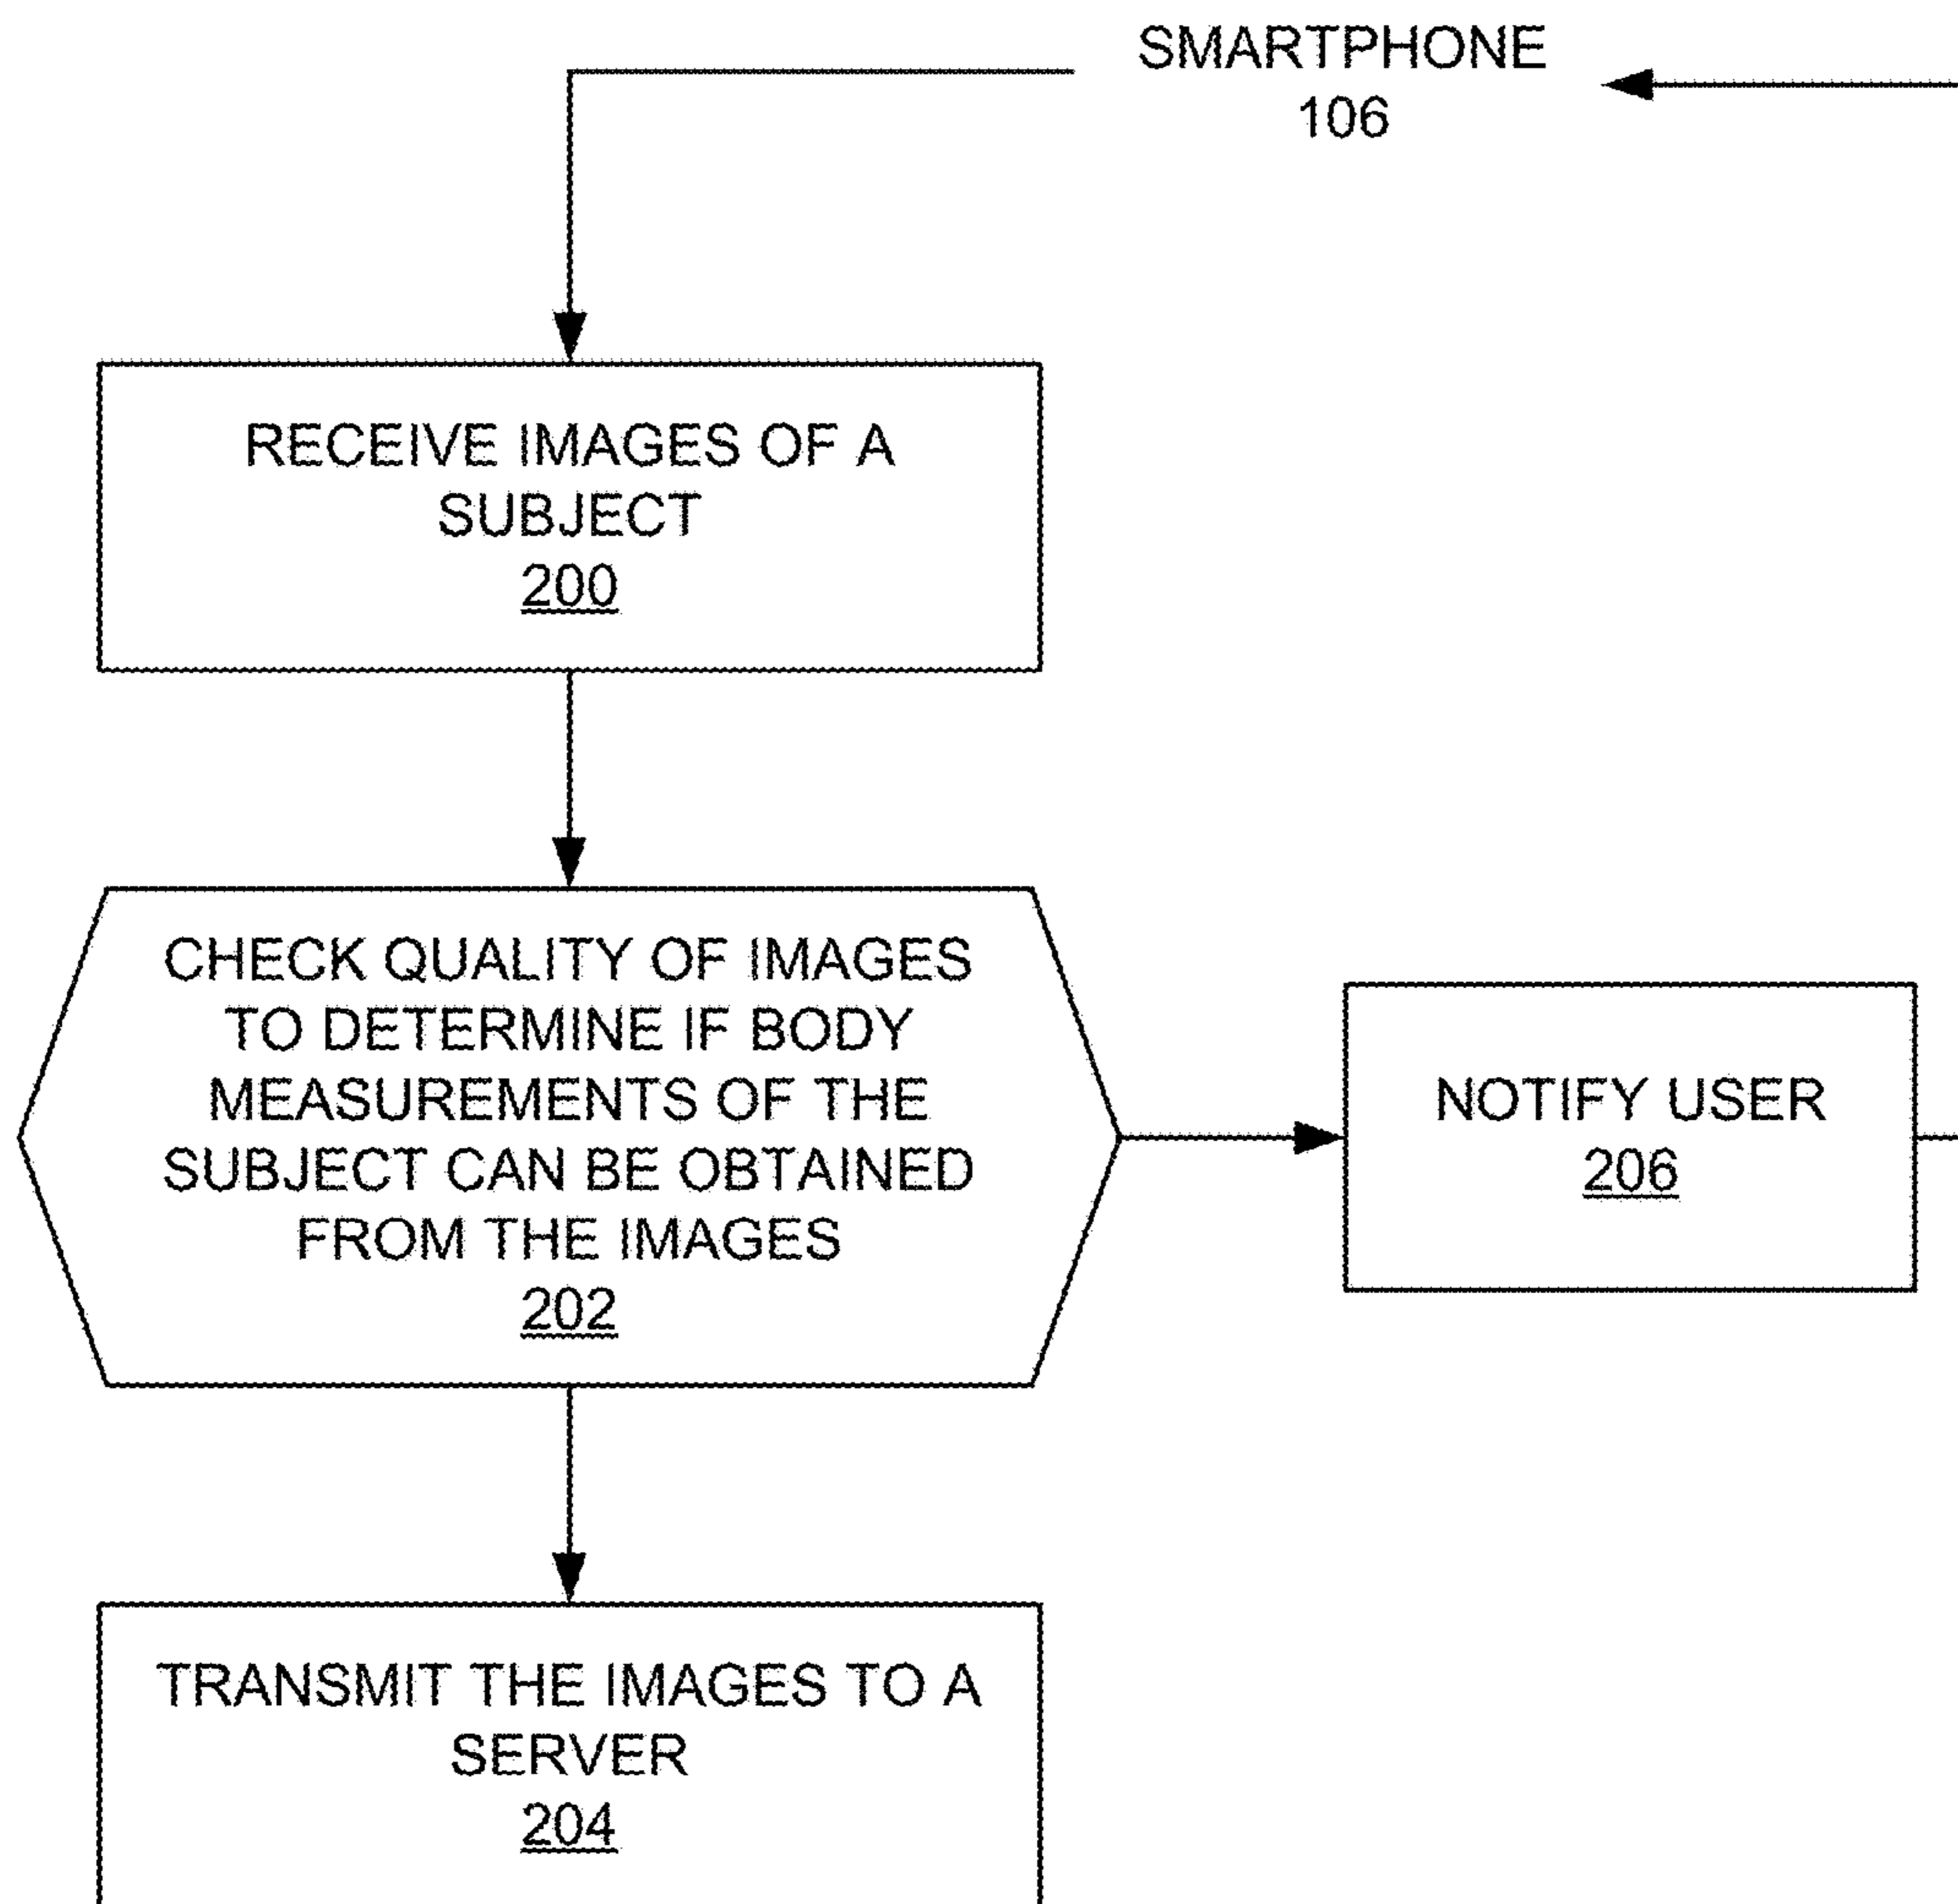 SMARTPHONE
106
RECEIVE IMAGES OF A
SUBJECT
200
CHECK QUALITY OF IMAGES
TO DETERMINE IF BODY
MEASUREMENTS OF THE
SUBJECT CAN BE OBTAINED
FROM THE IMAGES
202
NOTIFY USER
206
TRANSMIT THE IMAGES TO A
SERVER
204